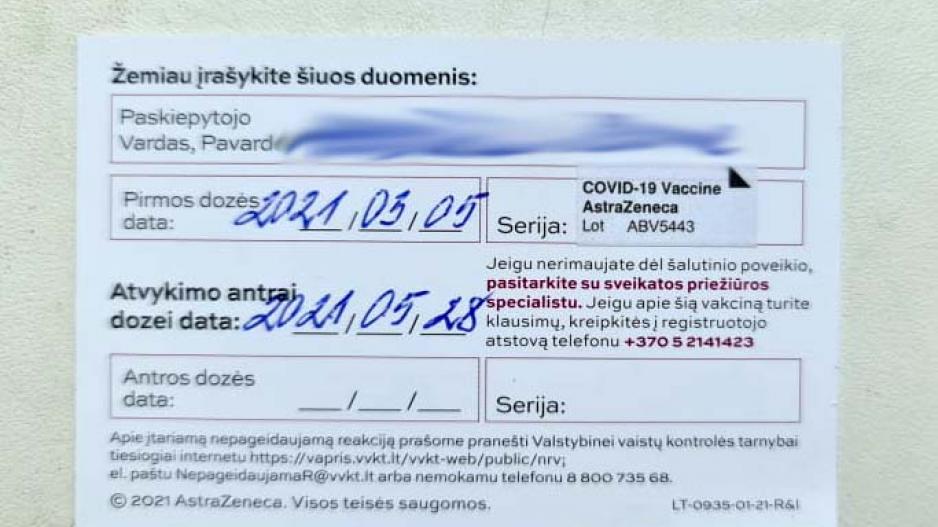 Žemiau įrašykite šiuos duomenis:
Paskiepytojo
Vardas, Pavard
Pirmos dozės
data: 2021/03/05
Serija:
COVID-19 Vaccine
AstraZeneca
Lot ABV5443
Atvykimo antrai
dozei data: 2021/05/28
Jeigu nerimaujate dėl šalutinio poveikio,
pasitarkite su sveikatos priežiūros
specialistu. Jeigu apie šią vakciną turite
klausimų, kreipkitės į registruotojo
atstovą telefonu +370 5 2141423
Antros dozės
data: ___/___/___
Serija:
Apie įtariamą nepageidaujamą reakciją prašome pranešti Valstybinei vaistų kontrolės tarnybai
tiesiogiai internetu https://vapris.vvkt.lt/vvkt-web/public/nrv;
el. paštu NepageidaujamaR@vvkt.lt arba nemokamu telefonu 8 800 735 68.
© 2021 AstraZeneca. Visos teisės saugomos.
LT-0935-01-21-R&I